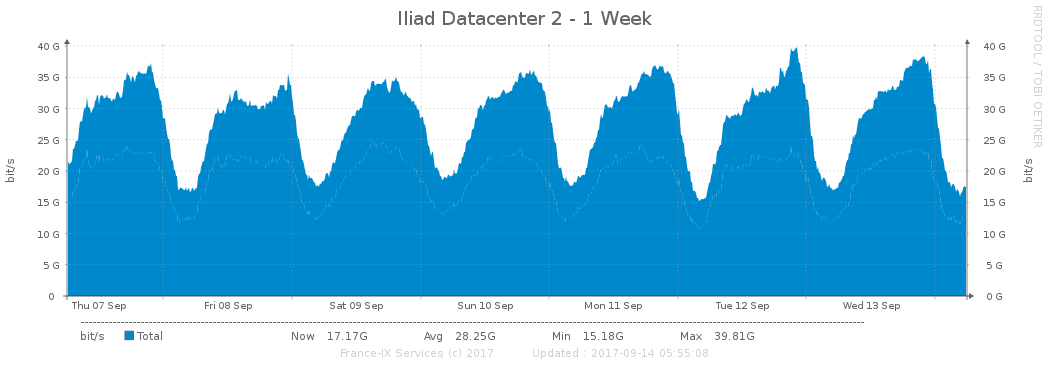 Iliad Datacenter 2 - 1 Week
RRDTOOL / TOBI OETIKER
bit/s
40 G
35 G
30 G
25 G
20 G
15 G
10 G
5 G
0
40 G
35 G
30 G
25 G
20 G
15 G
10 G
5 G
0 G
bit/s
Thu 07 Sep Fri 08 Sep Sat 09 Sep Sun 10 Sep Mon 11 Sep Tue 12 Sep Wed 13 Sep
bit/s Total Now 17.17G Avg 28.25G Min 15.18G Max 39.81G
France-IX Services (c) 2017 Updated : 2017-09-14 05:55:08